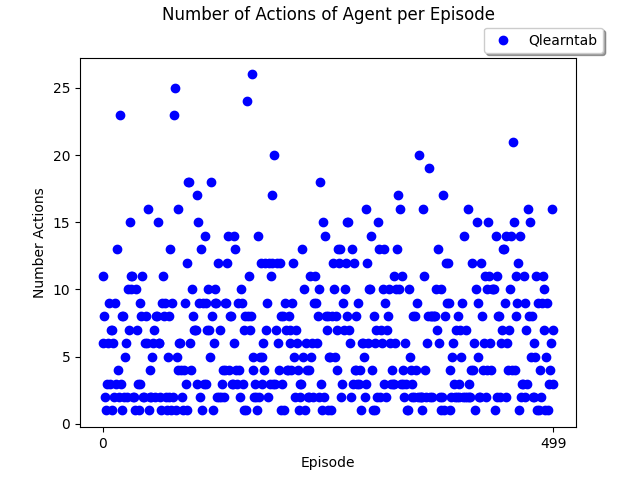 Number of Actions of Agent per Episode
Qlearntab
25
20
15
10
5
0
Number Actions
0 499
Episode